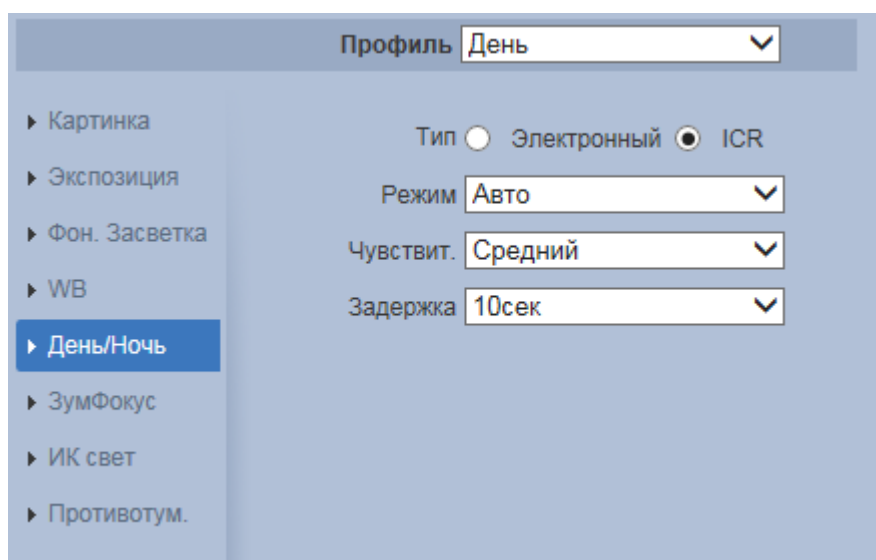 Профиль День
Картинка
Тип Электронный ICR
Экспозиция
Режим Авто
Фон. Засветка
Чувствит. Средний
WB
Задержка 10сек
День/Ночь
ЗумФокус
ИК свет
Противотум.